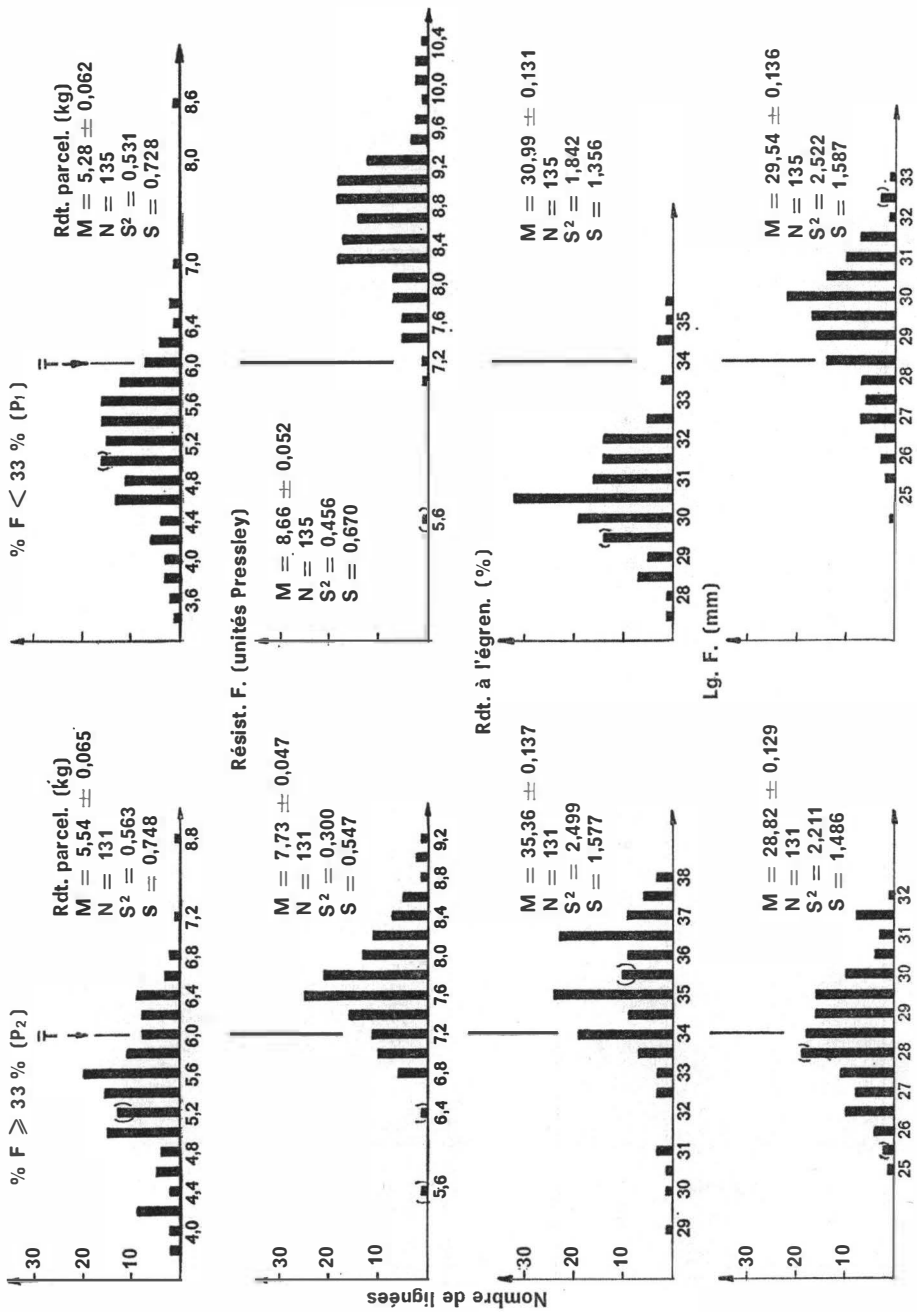 % F ⩾ 33 % (P2)
% F < 33 % (P1)
Nombre de lignées
30
20
10
T
Rdt. parcel. (kg)
M = 5,54 ± 0,065
N = 131
S² = 0,563
S = 0,748
4,0 4,4 4,8 5,2 5,6 6,0 6,4 6,8 7,2 8,8
T
Rdt. parcel. (kg)
M = 5,28 ± 0,062
N = 135
S² = 0,531
S = 0,728
3,6 4,0 4,4 4,8 5,2 5,6 6,0 6,4 7,0 8,0 8,6
Résist. F. (unités Pressley)
30
20
10
M = 7,73 ± 0,047
N = 131
S² = 0,300
S = 0,547
5,6 6,4 6,8 7,2 7,6 8,0 8,4 8,8 9,2
M = 8,66 ± 0,052
N = 135
S² = 0,456
S = 0,670
5,6 7,2 7,6 8,0 8,4 8,8 9,2 9,6 10,0 10,4
Rdt. à l'égren. (%)
30
20
10
M = 35,36 ± 0,137
N = 131
S² = 2,499
S = 1,577
29 30 31 32 33 34 35 36 37 38
M = 30,99 ± 0,131
N = 135
S² = 1,842
S = 1,356
28 29 30 31 32 33 34 35
Lg. F. (mm)
30
20
10
M = 28,82 ± 0,129
N = 131
S² = 2,211
S = 1,486
25 26 27 28 29 30 31 32
M = 29,54 ± 0,136
N = 135
S² = 2,522
S = 1,587
25 26 27 28 29 30 31 32 33